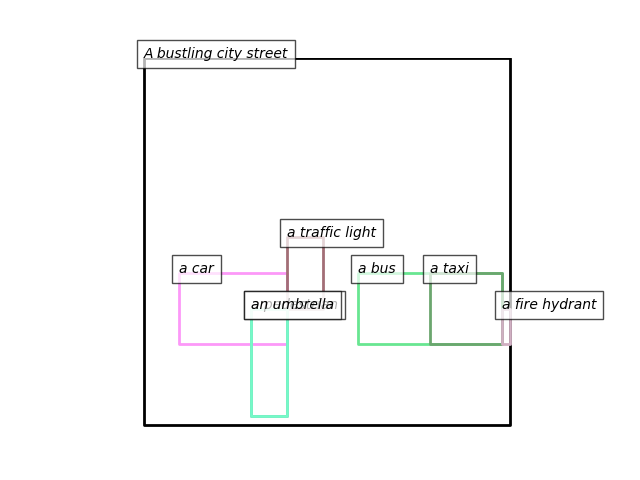 A bustling city street
a traffic light
a car
a bus
a taxi
an umbrella
a fire hydrant